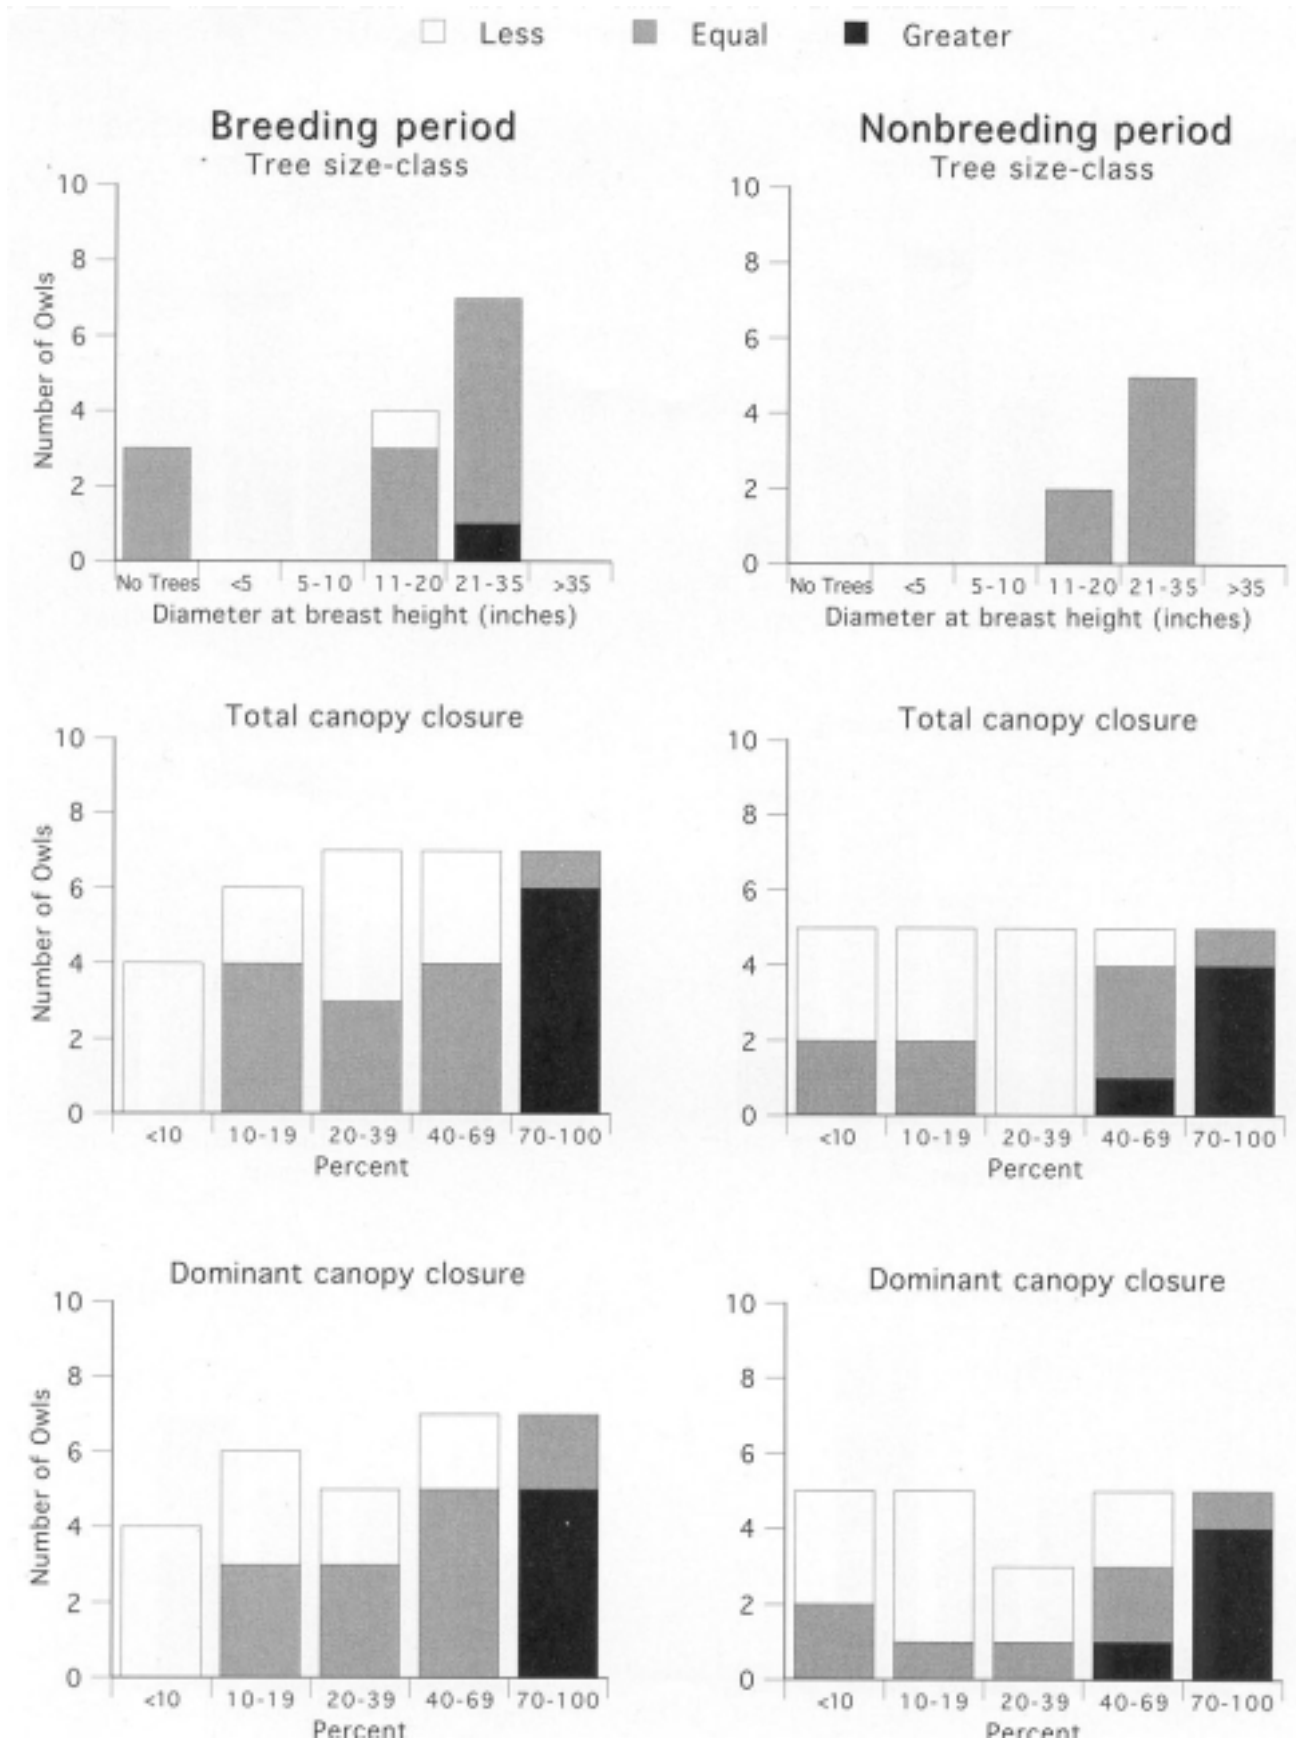 Less Equal Greater
Breeding period
Tree size-class
10
8
6
4
2
0
Number of Owls
No Trees <5 5-10 11-20 21-35 >35
Diameter at breast height (inches)
Nonbreeding period
Tree size-class
10
8
6
4
2
0
No Trees <5 5-10 11-20 21-35 >35
Diameter at breast height (inches)
Total canopy closure
10
8
6
4
2
0
Number of Owls
<10 10-19 20-39 40-69 70-100
Percent
Total canopy closure
10
8
6
4
2
0
<10 10-19 20-39 40-69 70-100
Percent
Dominant canopy closure
10
8
6
4
2
0
Number of Owls
<10 10-19 20-39 40-69 70-100
Percent
Dominant canopy closure
10
8
6
4
2
0
<10 10-19 20-39 40-69 70-100
Percent